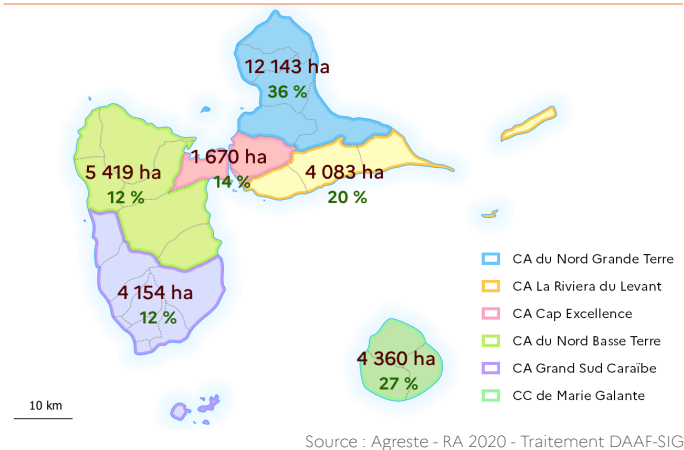 12 143 ha
36 %
1 670 ha
14 %
5 419 ha
12 %
4 083 ha
20 %
4 154 ha
12 %
4 360 ha
27 %
CA du Nord Grande Terre
CA La Riviera du Levant
CA Cap Excellence
CA du Nord Basse Terre
CA Grand Sud Caraïbe
CC de Marie Galante
10 km
Source : Agreste - RA 2020 - Traitement DAAF-SIG